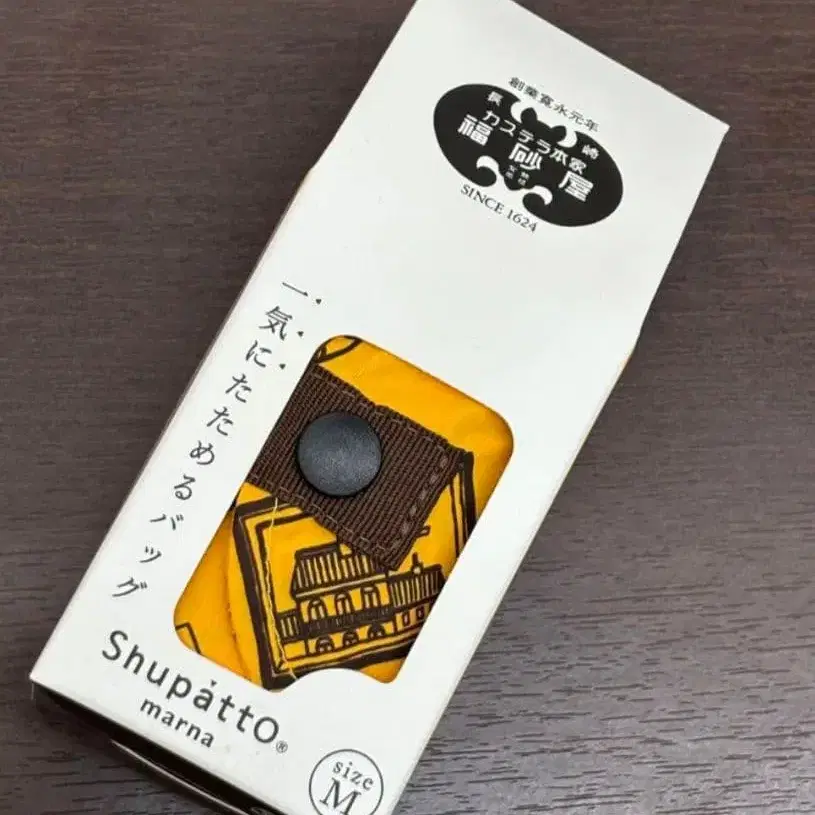 創業寛永元年
長崎
カステラ本家
福砂屋
SINCE 1624
一気にたためるバッグ
Shupatto®
marna
size
M